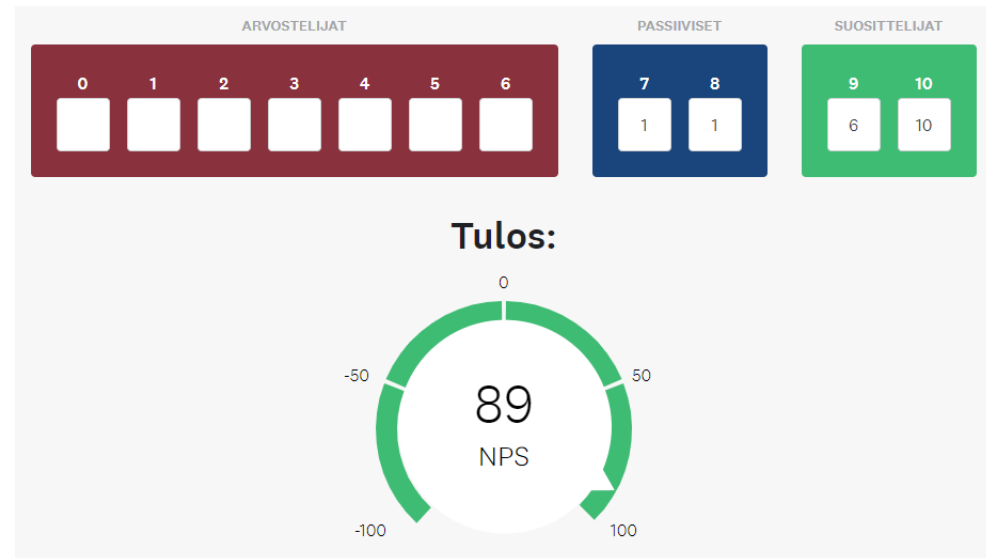 ARVOSTELIJAT PASSIIVISET SUOSITTELIJAT
0 1 2 3 4 5 6 7 8 9 10
1 1 6 10
Tulos:
0
-50 50
89
NPS
-100 100